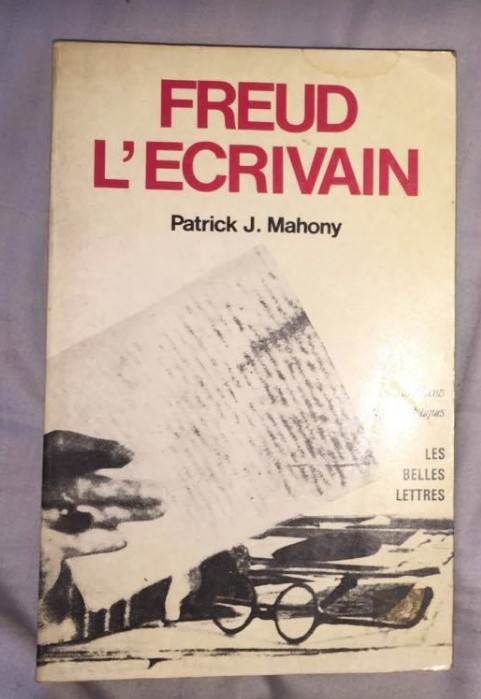 FREUD
L'ECRIVAIN
Patrick J. Mahony
LES
BELLES
LETTRES